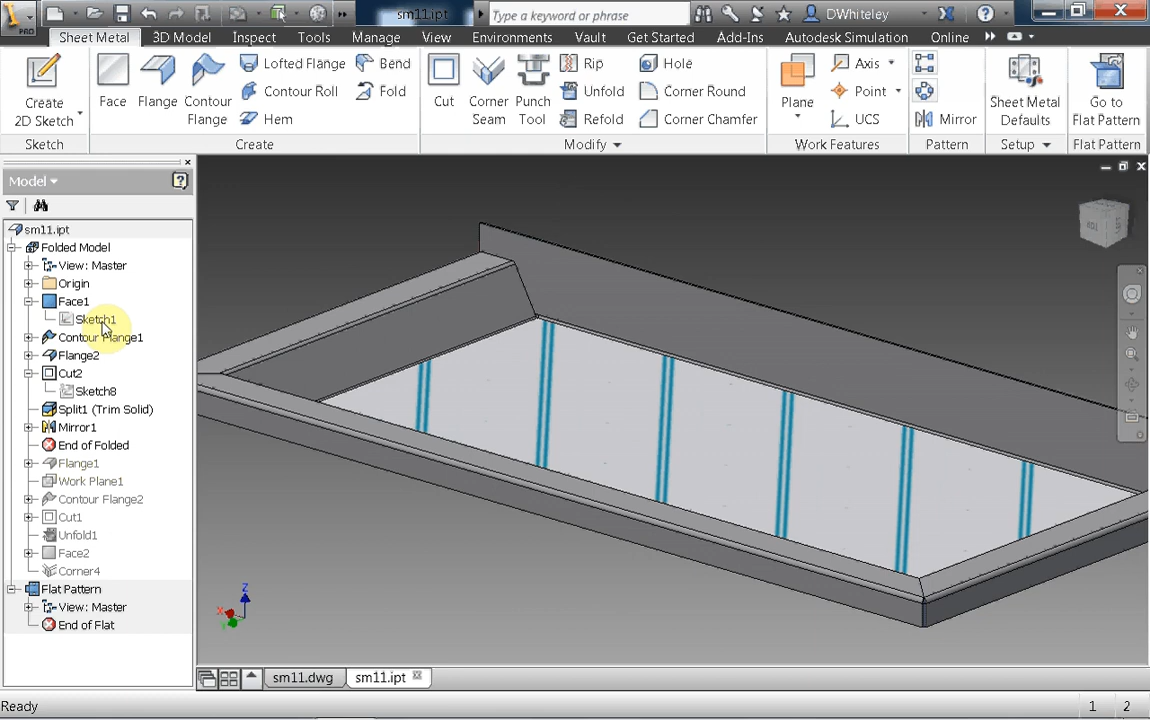 PRO
sm11.ipt
Type a keyword or phrase
DWhiteley
Sheet Metal
3D Model
Inspect
Tools
Manage
View
Environments
Vault
Get Started
Add-Ins
Autodesk Simulation
Online
Create
2D Sketch
Face
Flange
Contour
Flange
Lofted Flange
Contour Roll
Hem
Bend
Fold
Cut
Corner
Seam
Punch
Tool
Rip
Unfold
Refold
Hole
Corner Round
Corner Chamfer
Plane
Axis
Point
UCS
Mirror
Sheet Metal
Defaults
Go to
Flat Pattern
Sketch
Create
Modify
Work Features
Pattern
Setup
Flat Pattern
Model
sm11.ipt
Folded Model
View: Master
Origin
Face1
Sketch1
Contour Flange1
Flange2
Cut2
Sketch8
Split1 (Trim Solid)
Mirror1
End of Folded
Flange1
Work Plane1
Contour Flange2
Cut1
Unfold1
Face2
Corner4
Flat Pattern
View: Master
End of Flat
Z
X
sm11.dwg
sm11.ipt
Ready
1
2